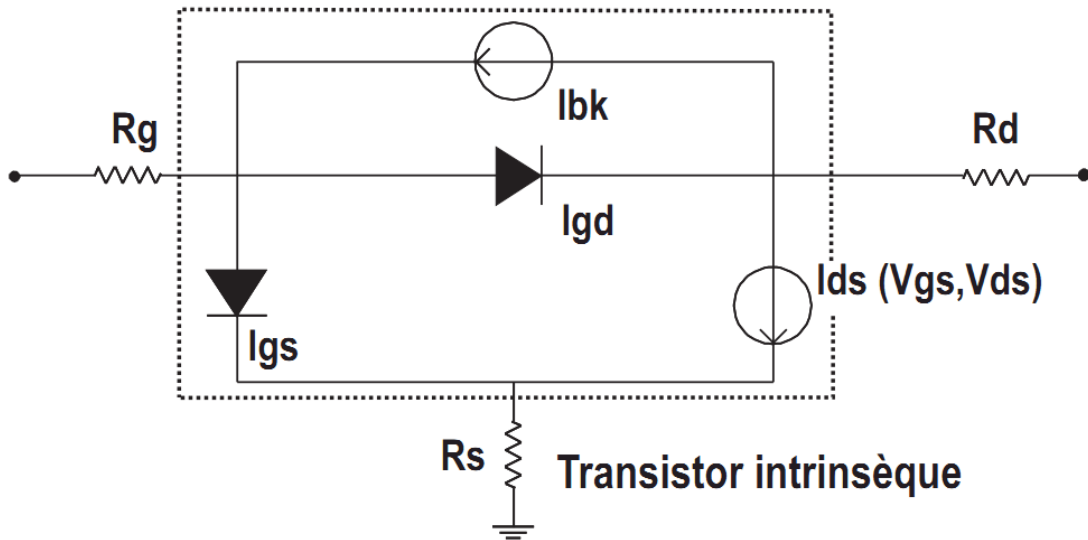 Ibk
Rg
Rd
Igd
Ids (Vgs,Vds)
Igs
Rs
Transistor intrinsèque